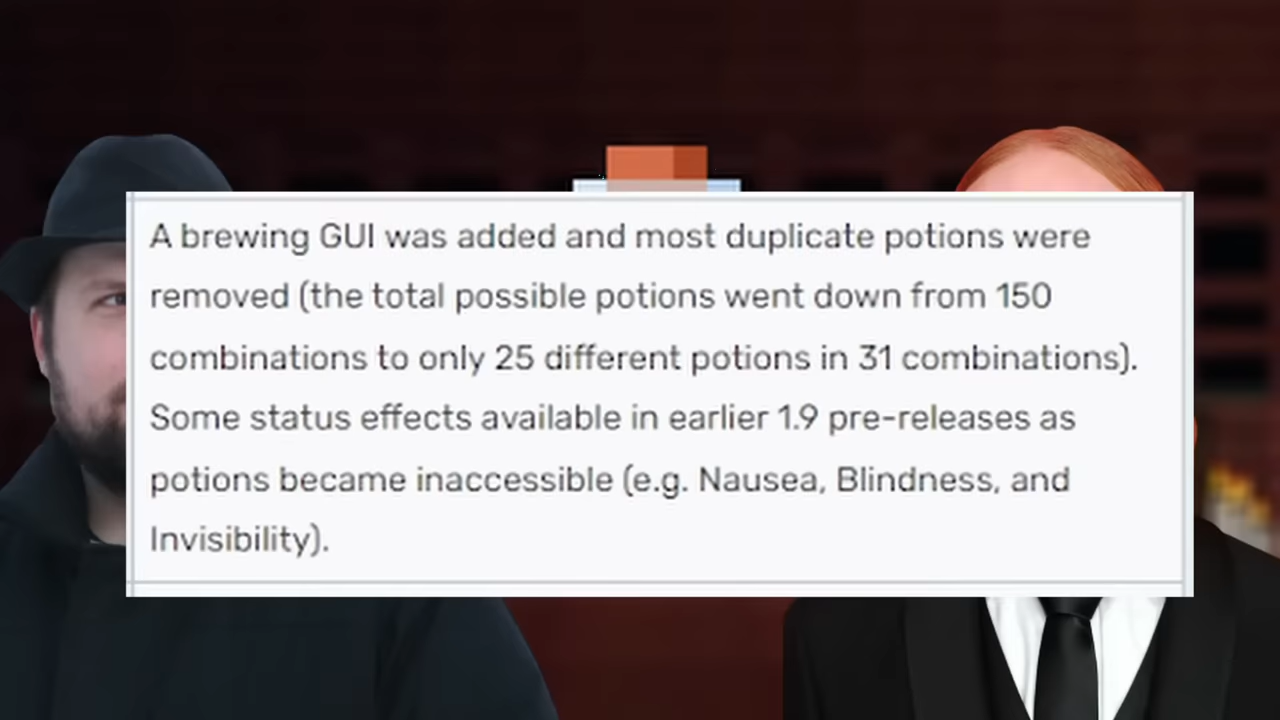 A brewing GUI was added and most duplicate potions were
removed (the total possible potions went down from 150
combinations to only 25 different potions in 31 combinations).
Some status effects available in earlier 1.9 pre-releases as
potions became inaccessible (e.g. Nausea, Blindness, and
Invisibility).